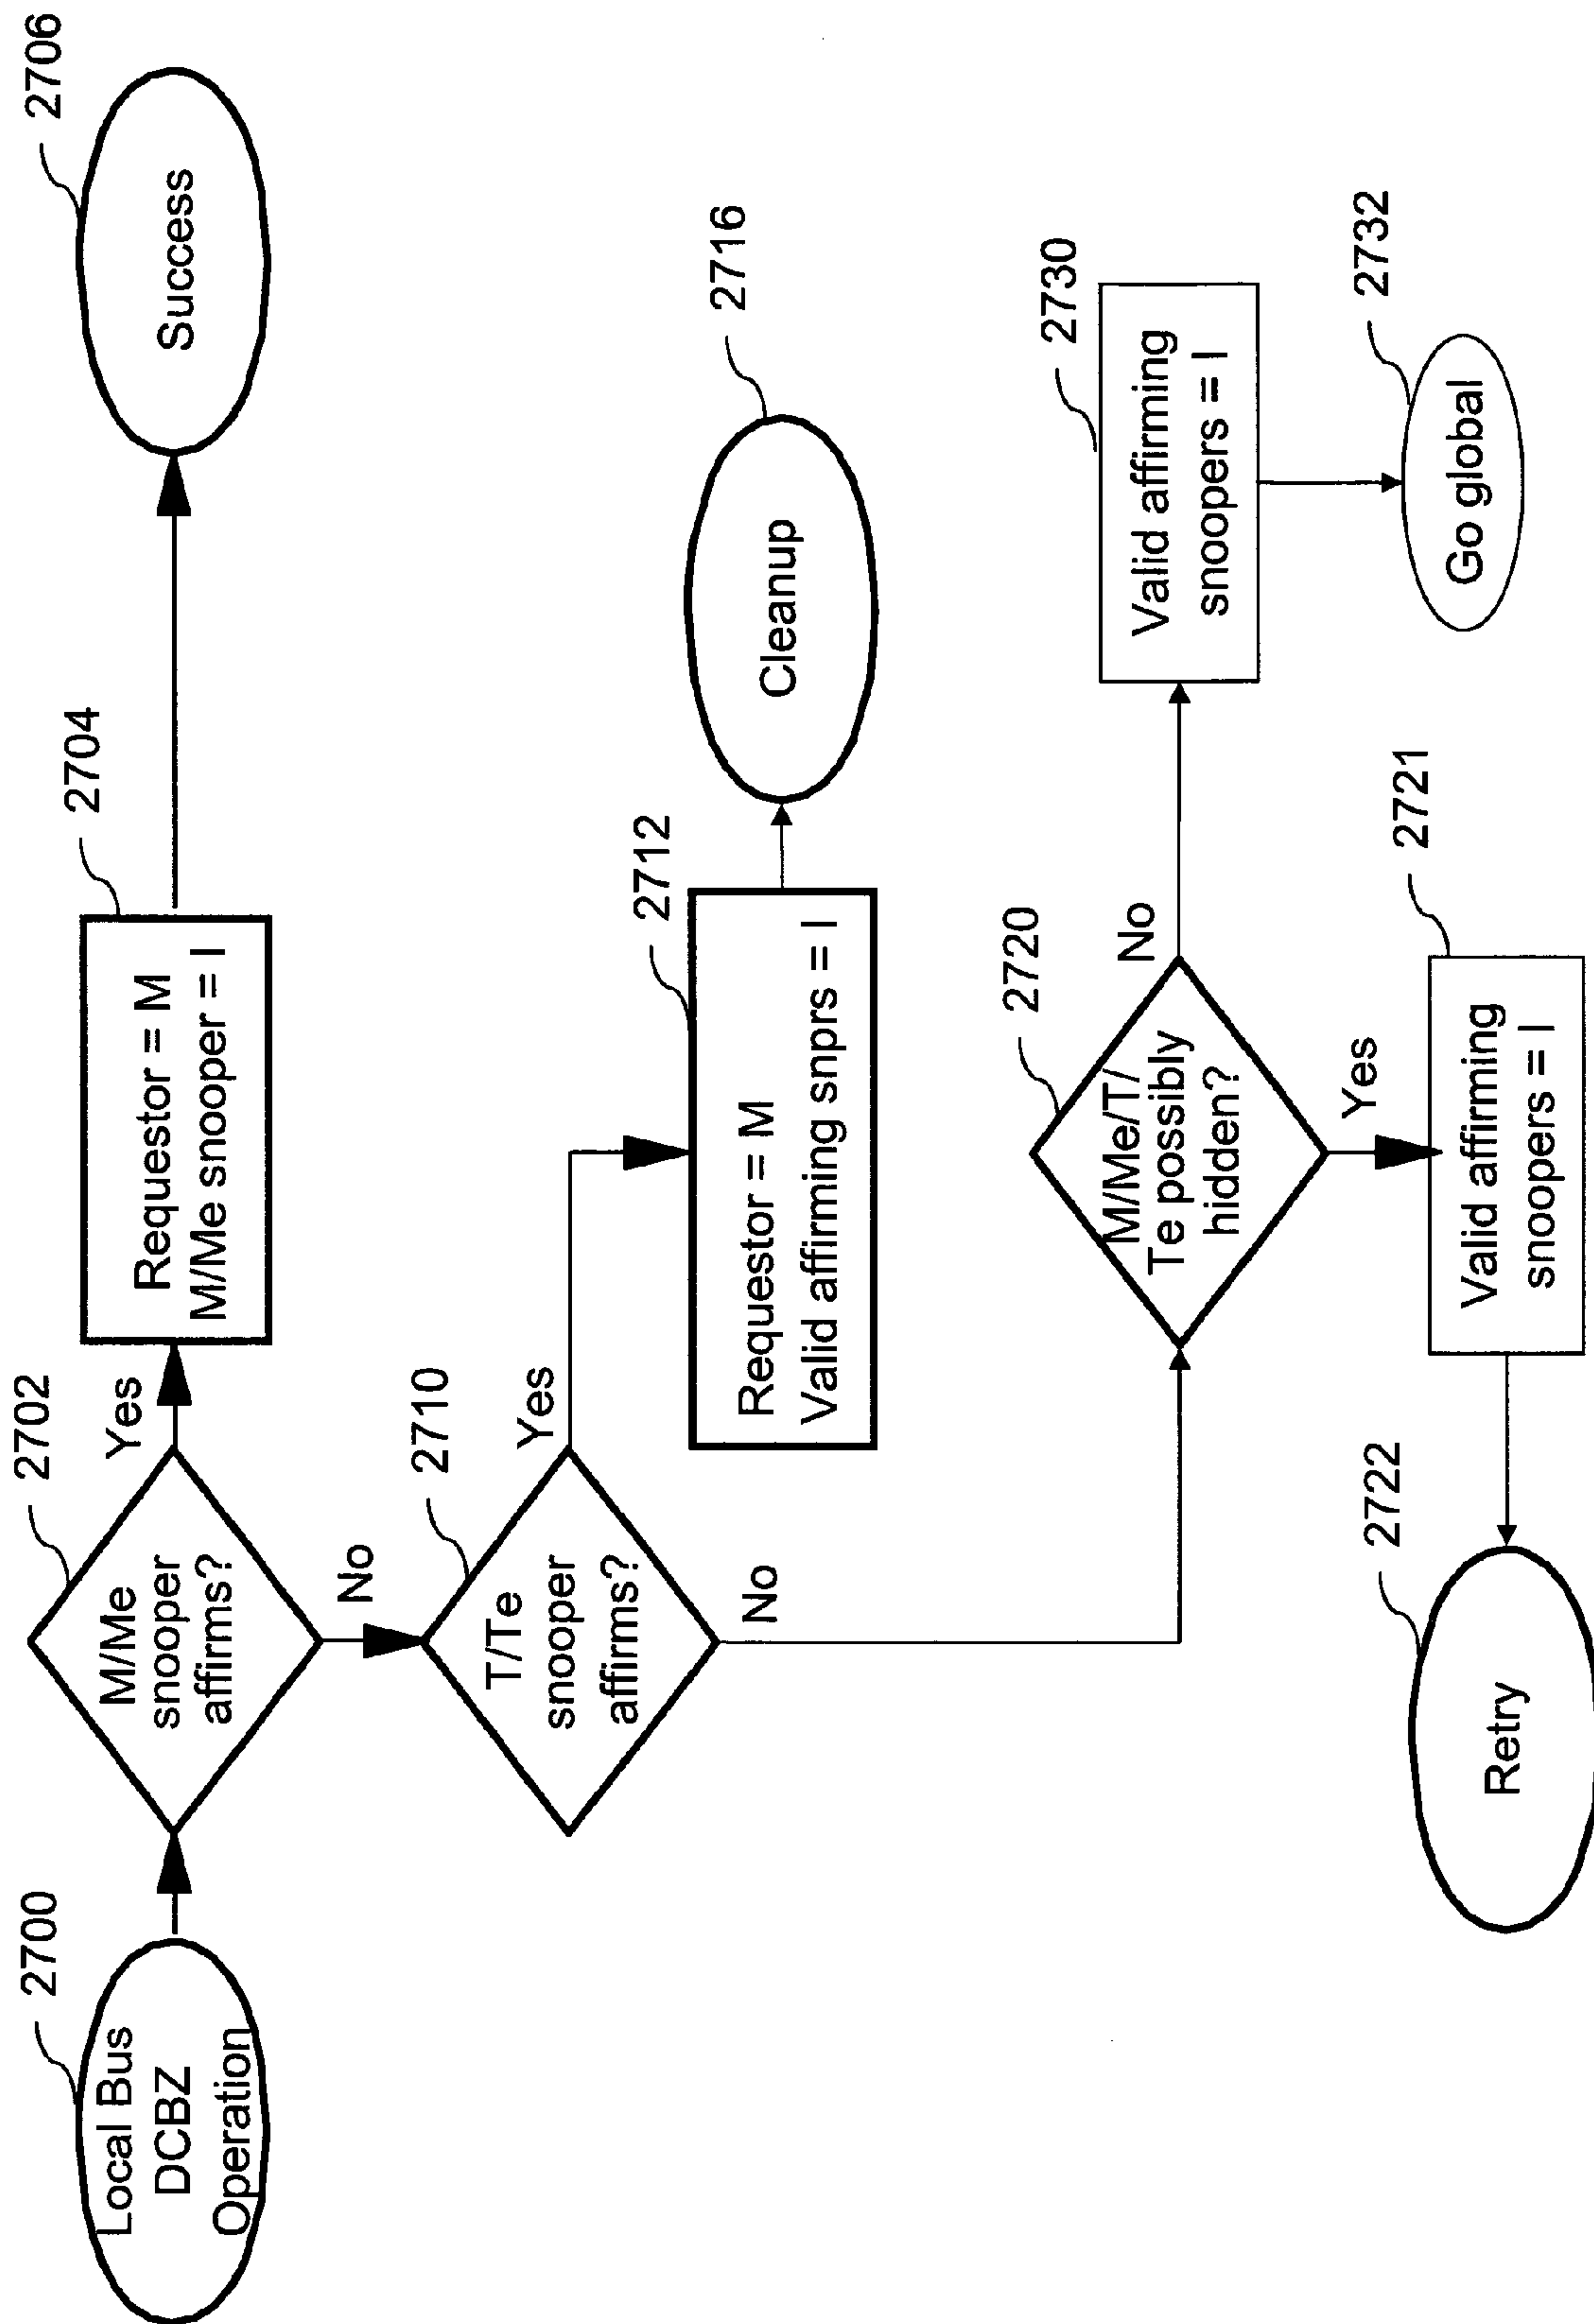 2700
Local Bus
DCBZ
Operation
2702
M/Me
snooper
affirms?
Yes
No
2704
Requestor = M
M/Me snooper = I
2706
Success
2710
T/Te
snooper
affirms?
Yes
No
2712
Requestor = M
Valid affirming snprs = I
2716
Cleanup
2720
M/Me/T/
Te possibly
hidden?
No
Yes
2730
Valid affirming
snoopers = I
2732
Go global
2721
Valid affirming
snoopers = I
2722
Retry